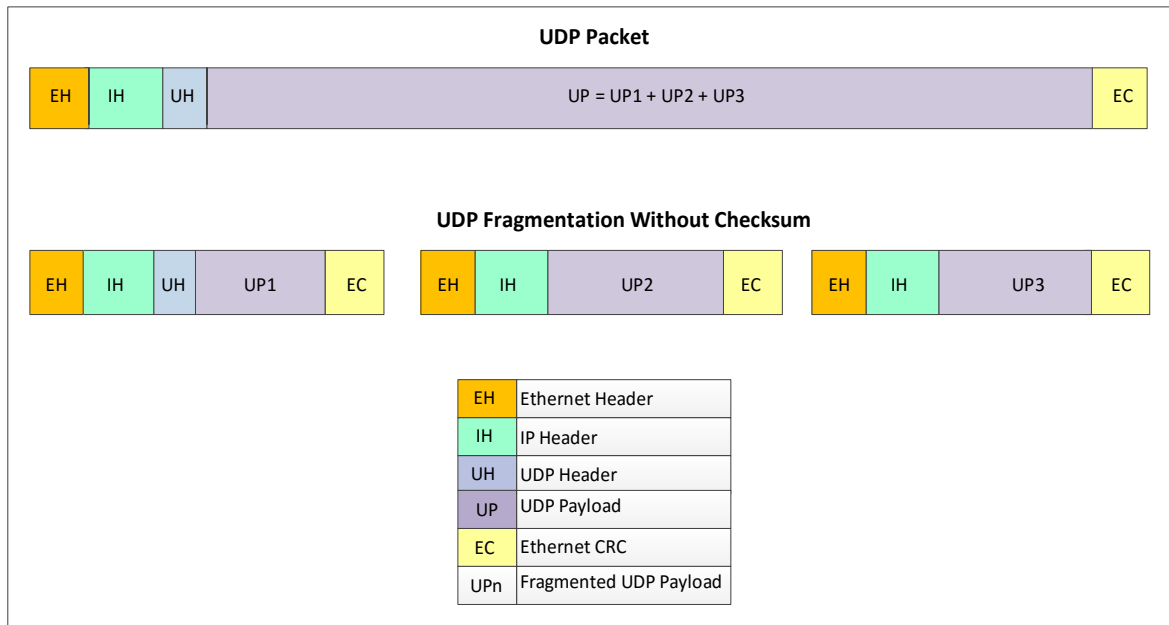 UDP Packet
EH IH UH UP = UP1 + UP2 + UP3 EC
UDP Fragmentation Without Checksum
EH IH UH UP1 EC EH IH UP2 EC EH IH UP3 EC
EH Ethernet Header
IH IP Header
UH UDP Header
UP UDP Payload
EC Ethernet CRC
UPn Fragmented UDP Payload